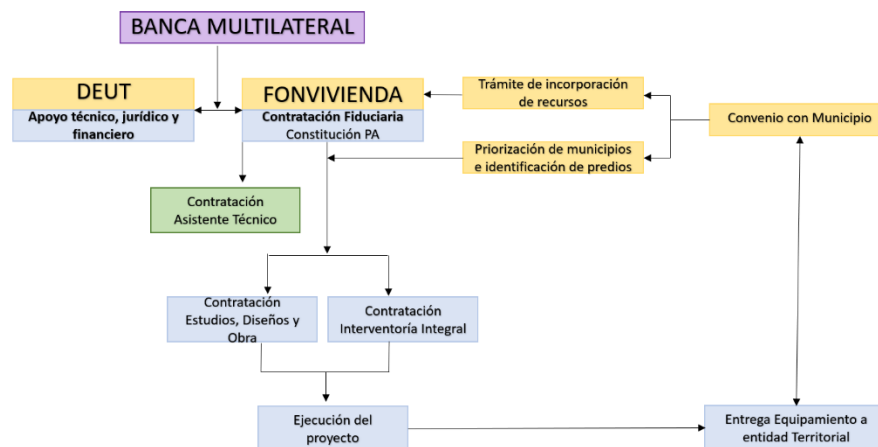 BANCA MULTILATERAL
DEUT
Apoyo técnico, jurídico y
financiero
FONVIVIENDA
Contratación Fiduciaria
Constitución PA
Trámite de incorporación
de recursos
Convenio con Municipio
Priorización de municipios
e identificación de predios
Contratación
Asistente Técnico
Contratación
Estudios, Diseños y
Obra
Contratación
Interventoría Integral
Ejecución del
proyecto
Entrega Equipamiento a
entidad Territorial